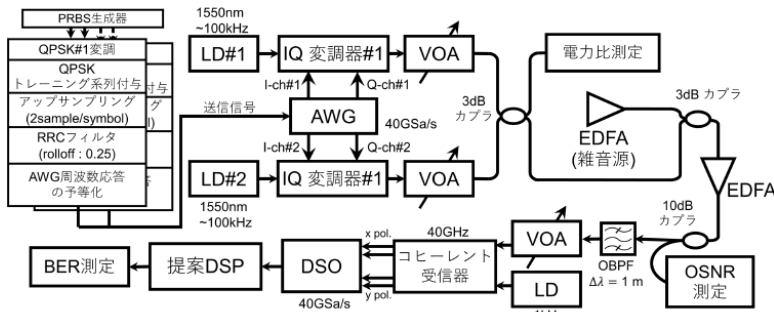 PRBS生成器
QPSK#1変調
QPSK
トレーニング系列付与
アップサンプリング
(2sample/symbol)
RRCフィルタ
(rolloff : 0.25)
AWG周波数応答
の予等化
送信信号
1550nm
~100kHz
LD#1
IQ 変調器#1
VOA
I-ch#1
Q-ch#1
AWG
40GSa/s
I-ch#2
Q-ch#2
LD#2
IQ 変調器#1
VOA
1550nm
~100kHz
電力比測定
3dB
カプラ
EDFA
(雑音源)
3dB カプラ
EDFA
10dB
カプラ
OSNR
測定
OBPF
Δλ = 1 m
VOA
LD
40GHz
コヒーレント
受信器
x pol.
y pol.
DSO
40GSa/s
提案DSP
BER測定